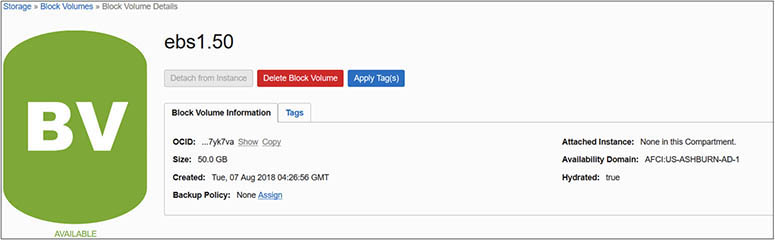 Storage » Block Volumes » Block Volume Details
ebs1.50
Detach from Instance Delete Block Volume Apply Tag(s)
Block Volume Information Tags
OCID: ...7yk7va Show Copy
Size: 50.0 GB
Created: Tue, 07 Aug 2018 04:26:56 GMT
Backup Policy: None Assign
Attached Instance: None in this Compartment.
Availability Domain: AFCI:US-ASHBURN-AD-1
Hydrated: true
BV
AVAILABLE